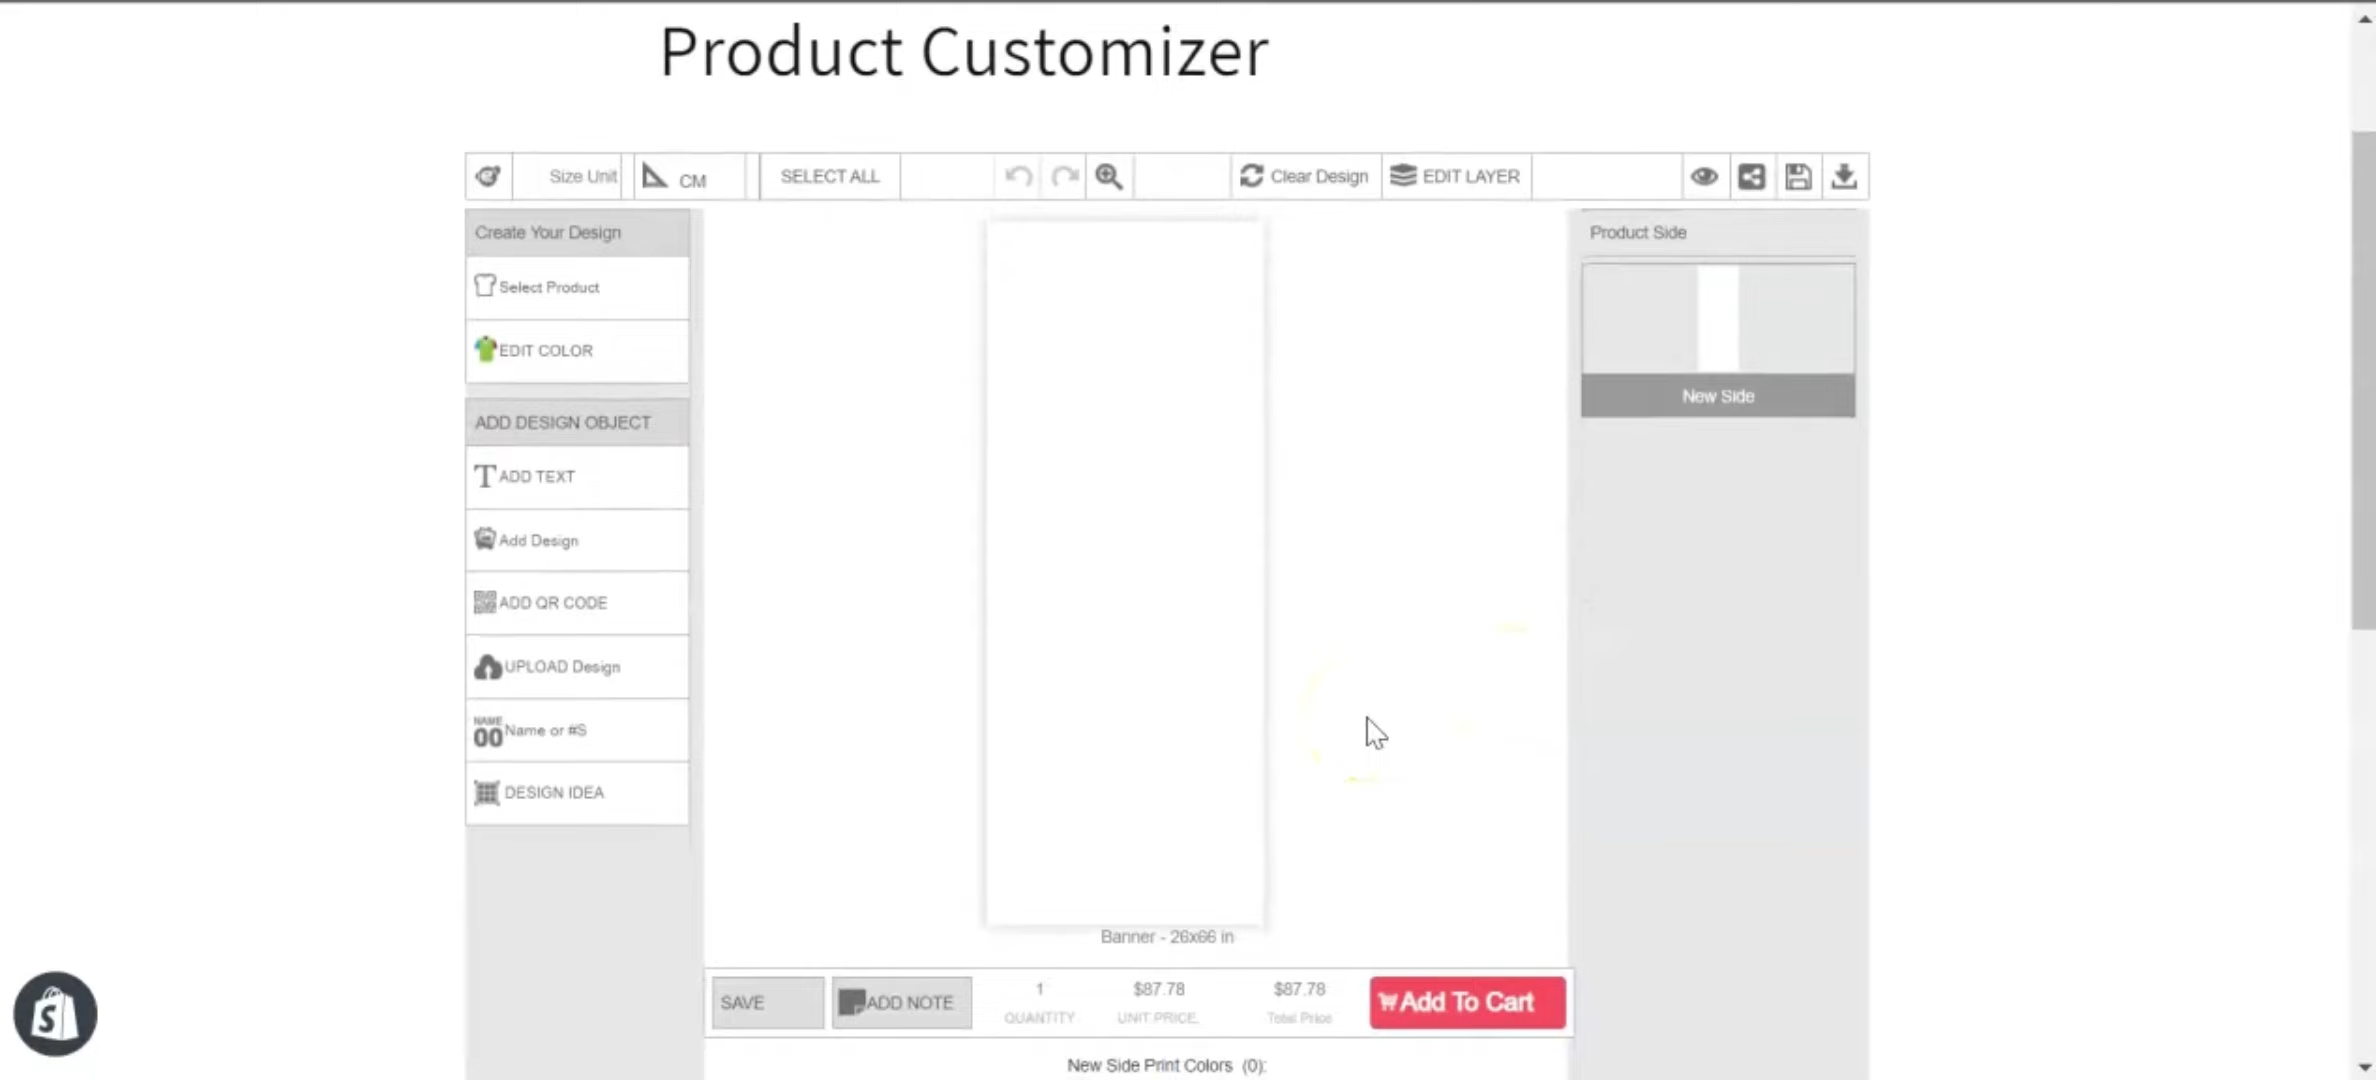 Product Customizer
Size Unit
CM
SELECT ALL
Clear Design
EDIT LAYER
Create Your Design
Select Product
EDIT COLOR
ADD DESIGN OBJECT
ADD TEXT
Add Design
ADD QR CODE
UPLOAD Design
NAME
00
Name or #S
DESIGN IDEA
Product Side
New Side
Banner - 26x66 in
SAVE
ADD NOTE
1
QUANTITY
$87.78
UNIT PRICE,
$87.78
Total Price
Add To Cart
New Side Print Colors (0):